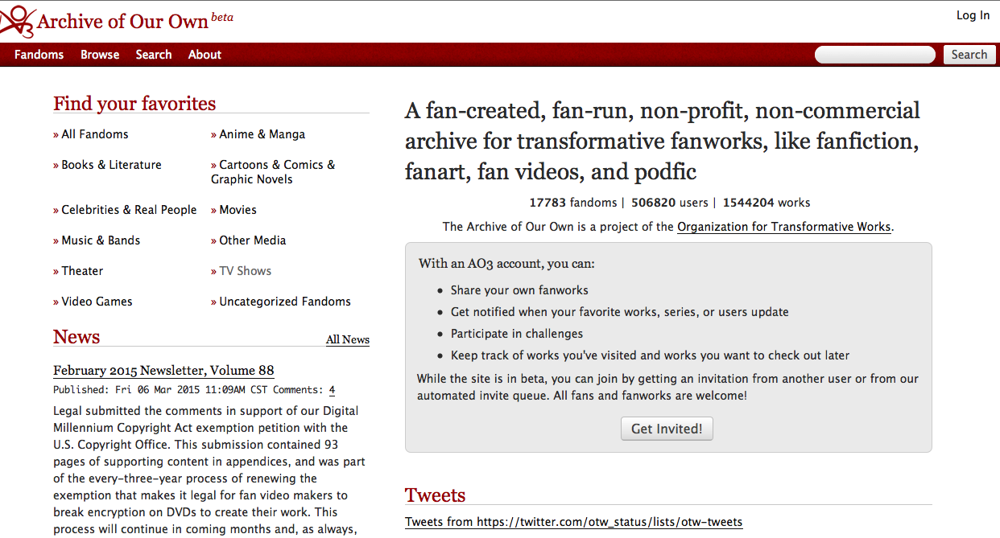 Archive of Our Own beta
Log In
Fandoms Browse Search About
Search
Find your favorites
» All Fandoms
» Anime & Manga
» Books & Literature
» Cartoons & Comics &
Graphic Novels
» Celebrities & Real People
» Movies
» Music & Bands
» Other Media
» Theater
» TV Shows
» Video Games
» Uncategorized Fandoms
News
All News
February 2015 Newsletter, Volume 88
Published: Fri 06 Mar 2015 11:09AM CST Comments: 4
Legal submitted the comments in support of our Digital
Millennium Copyright Act exemption petition with the
U.S. Copyright Office. This submission contained 93
pages of supporting content in appendices, and was part
of the every-three-year process of renewing the
exemption that makes it legal for fan video makers to
break encryption on DVDs to create their work. This
process will continue in coming months and, as always,
A fan-created, fan-run, non-profit, non-commercial
archive for transformative fanworks, like fanfiction,
fanart, fan videos, and podfic
17783 fandoms | 506820 users | 1544204 works
The Archive of Our Own is a project of the Organization for Transformative Works.
With an AO3 account, you can:
• Share your own fanworks
• Get notified when your favorite works, series, or users update
• Participate in challenges
• Keep track of works you've visited and works you want to check out later
While the site is in beta, you can join by getting an invitation from another user or from our
automated invite queue. All fans and fanworks are welcome!
Get Invited!
Tweets
Tweets from https://twitter.com/otw_status/lists/otw-tweets